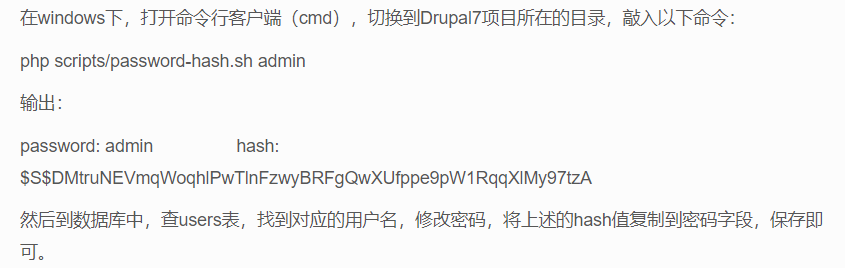 在windows下，打开命令行客户端（cmd），切换到Drupal7项目所在的目录，敲入以下命令：
php scripts/password-hash.sh admin
输出：
password: admin hash:
$S$DMtruNEVmqWoqhlPwTlnFzwyBRFgQwXUfppe9pW1RqqXlMy97tzA
然后到数据库中，查users表，找到对应的用户名，修改密码，将上述的hash值复制到密码字段，保存即
可。